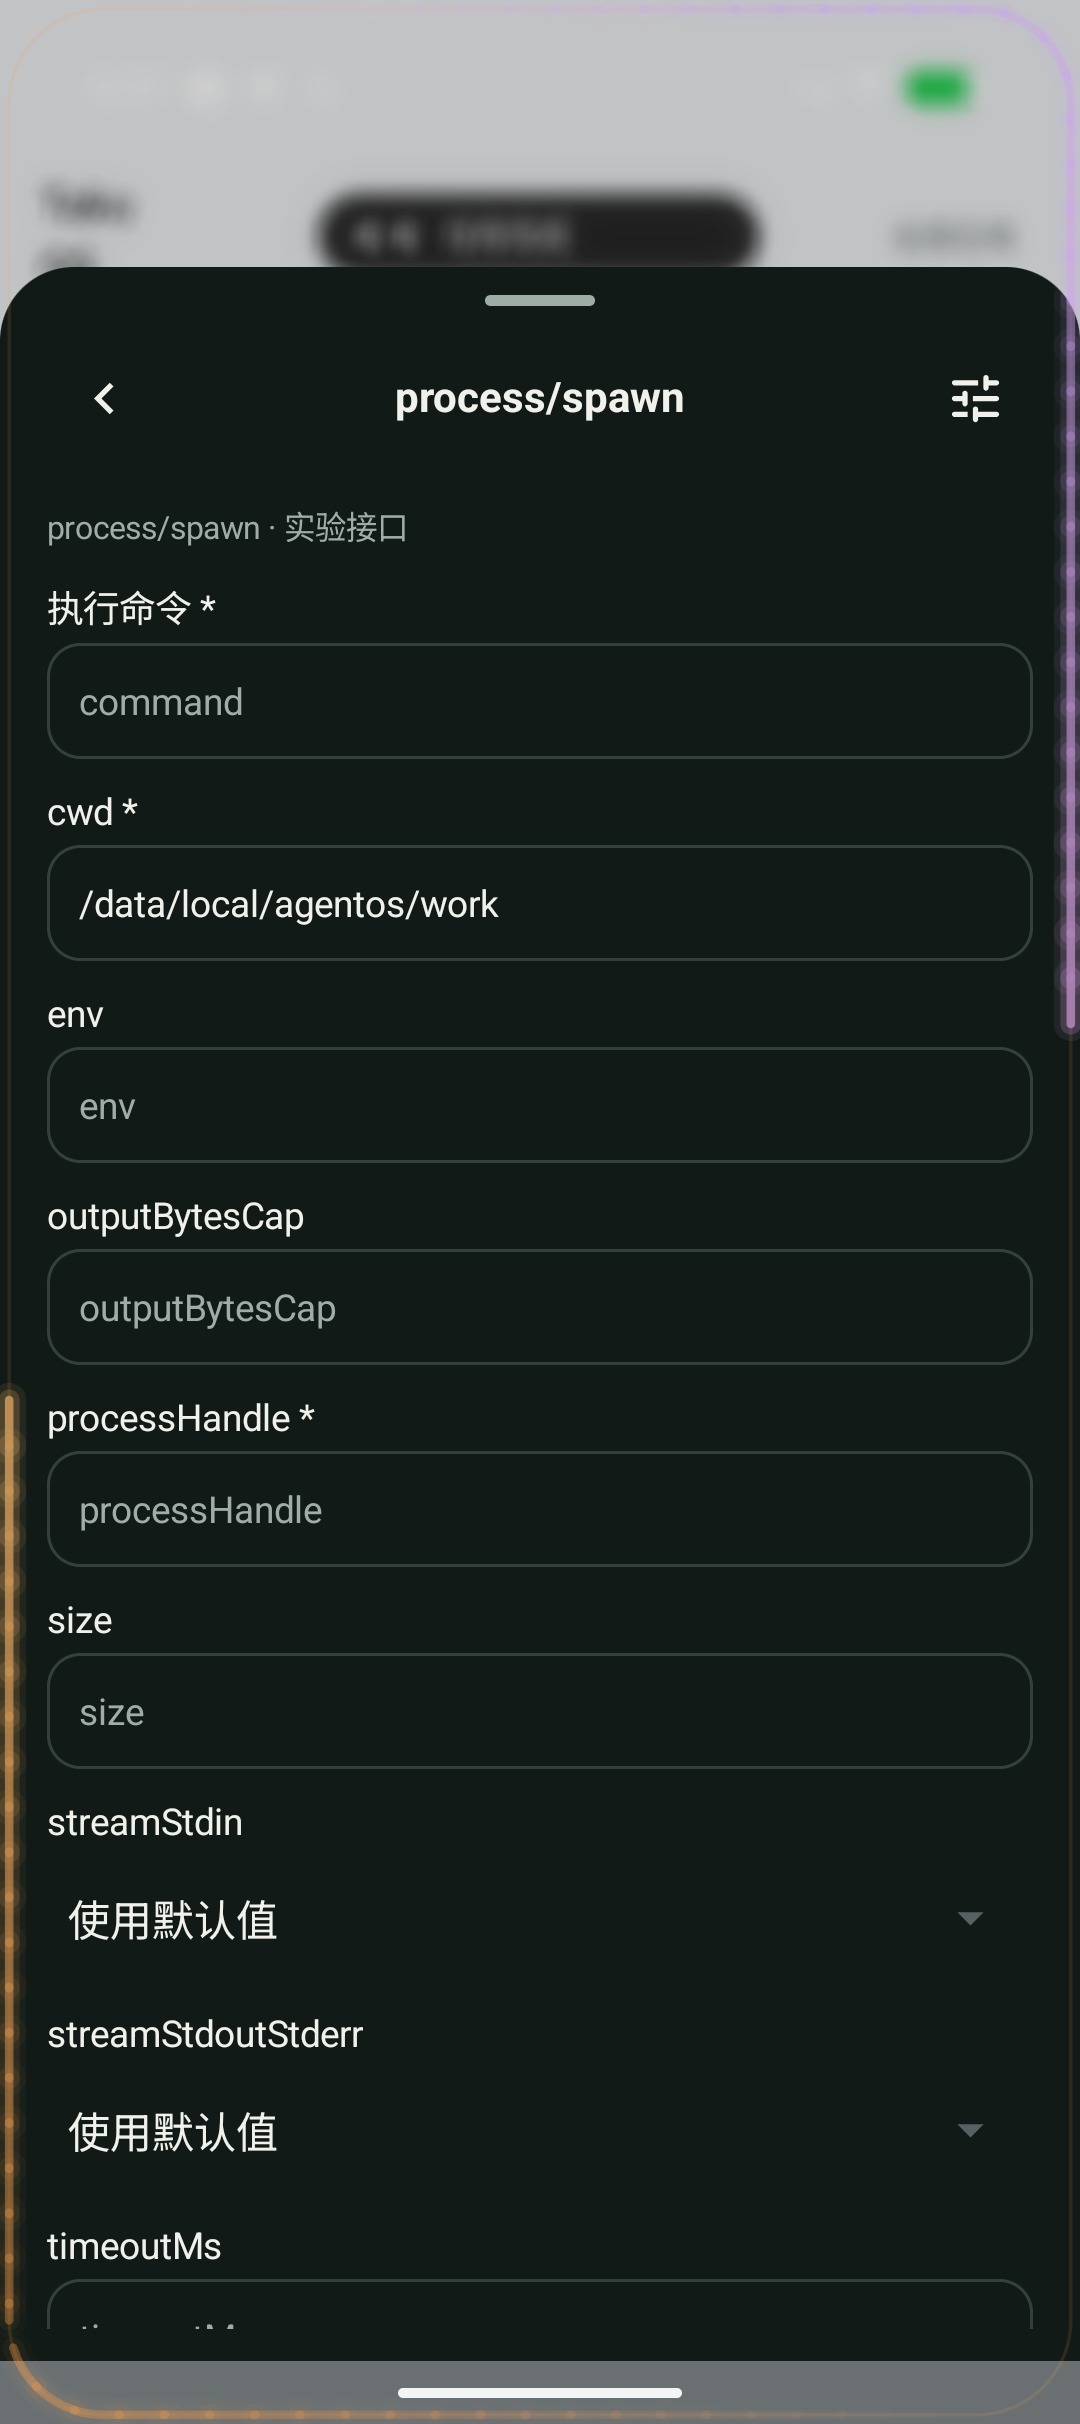 process/spawn
process/spawn · 实验接口
执行命令 *
command
cwd *
/data/local/agentos/work
env
env
outputBytesCap
outputBytesCap
processHandle *
processHandle
size
size
streamStdin
使用默认值
streamStdoutStderr
使用默认值
timeoutMs